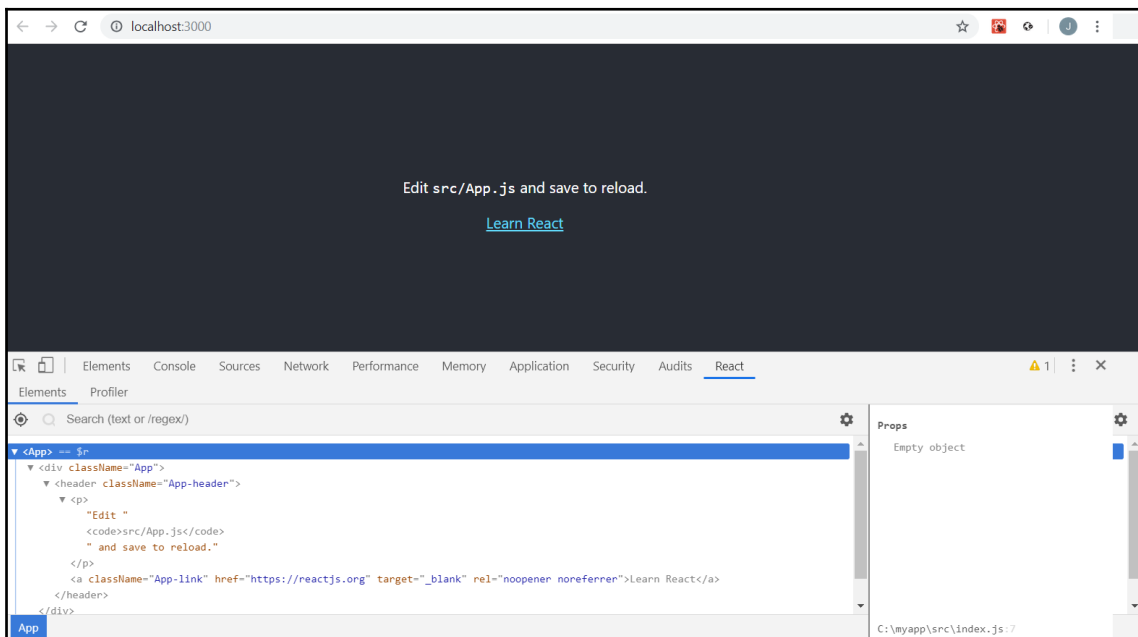 localhost:3000
J
Edit src/App.js and save to reload.
Learn React
Elements Console Sources Network Performance Memory Application Security Audits React 1
Elements Profiler
Search (text or /regex/)
Props
Empty object
<App> == $r
<div className="App">
<header className="App-header">
<p>
"Edit "
<code>src/App.js</code>
" and save to reload."
</p>
<a className="App-link" href="https://reactjs.org" target="_blank" rel="noopener noreferrer">Learn React</a>
</header>
</div>
App
C:\myapp\src\index.js:7